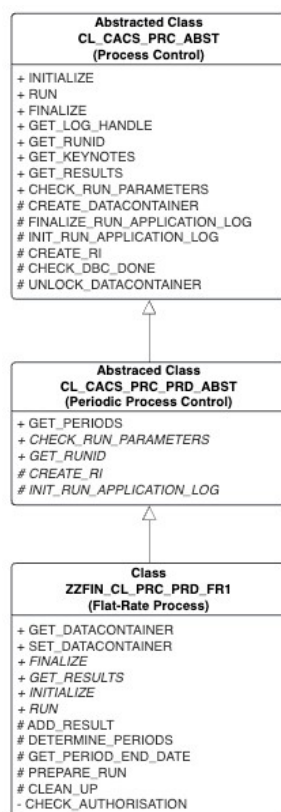 Abstracted Class
CL_CACS_PRC_ABST
(Process Control)
+ INITIALIZE
+ RUN
+ FINALIZE
+ GET_LOG_HANDLE
+ GET_RUNID
+ GET_KEYNOTES
+ GET_RESULTS
+ CHECK_RUN_PARAMETERS
# CREATE_DATACONTAINER
# FINALIZE_RUN_APPLICATION_LOG
# INIT_RUN_APPLICATION_LOG
# CREATE_RI
# CHECK_DBC_DONE
# UNLOCK_DATACONTAINER
Abstraced Class
CL_CACS_PRC_PRD_ABST
(Periodic Process Control)
+ GET_PERIODS
+ CHECK_RUN_PARAMETERS
+ GET_RUNID
# CREATE_RI
# INIT_RUN_APPLICATION_LOG
Class
ZZFIN_CL_PRC_PRD_FR1
(Flat-Rate Process)
+ GET_DATACONTAINER
+ SET_DATACONTAINER
+ FINALIZE
+ GET_RESULTS
+ INITIALIZE
+ RUN
# ADD_RESULT
# DETERMINE_PERIODS
# GET_PERIOD_END_DATE
# PREPARE_RUN
# CLEAN_UP
- CHECK_AUTHORISATION